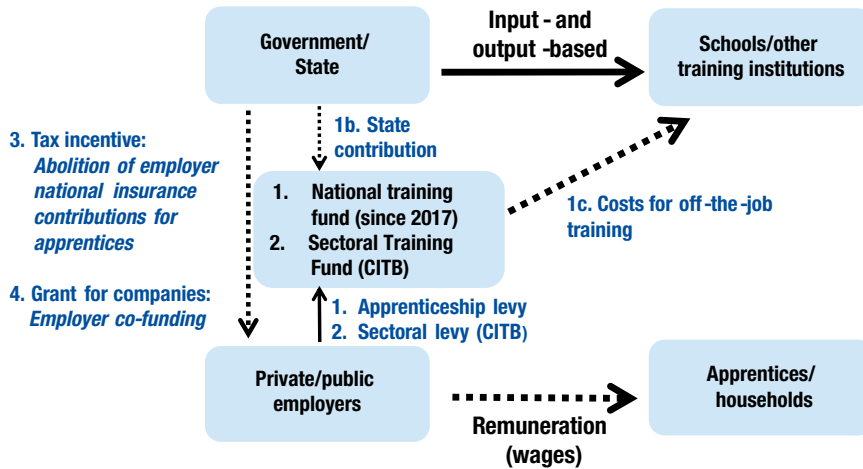 Government/
State
Input - and
output -based
Schools/other
training institutions
3. Tax incentive:
Abolition of employer
national insurance
contributions for
apprentices
1b. State
contribution
1. National training
fund (since 2017)
2. Sectoral Training
Fund (CITB)
1c. Costs for off-the-job
training
4. Grant for companies:
Employer co-funding
1. Apprenticeship levy
2. Sectoral levy (CITB)
Private/public
employers
Remuneration
(wages)
Apprentices/
households